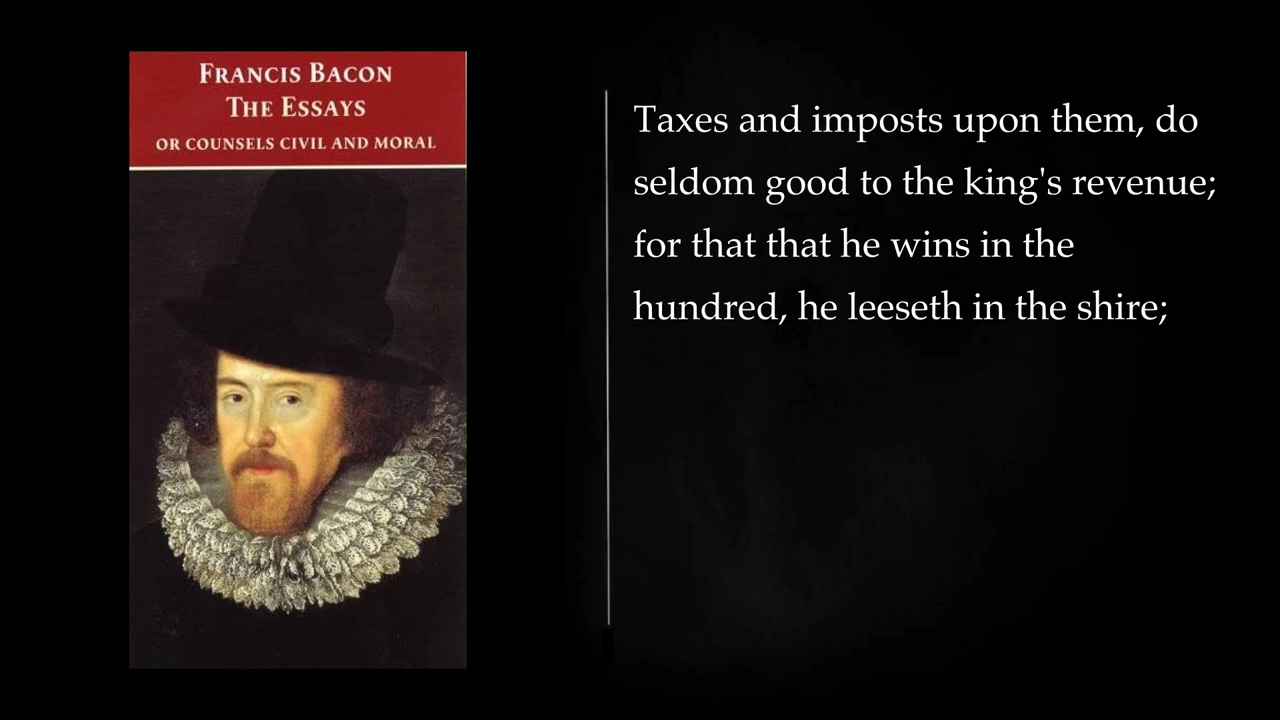 FRANCIS BACON
THE ESSAYS
OR COUNSELS CIVIL AND MORAL
Taxes and imposts upon them, do
seldom good to the king's revenue;
for that that he wins in the
hundred, he leeseth in the shire;